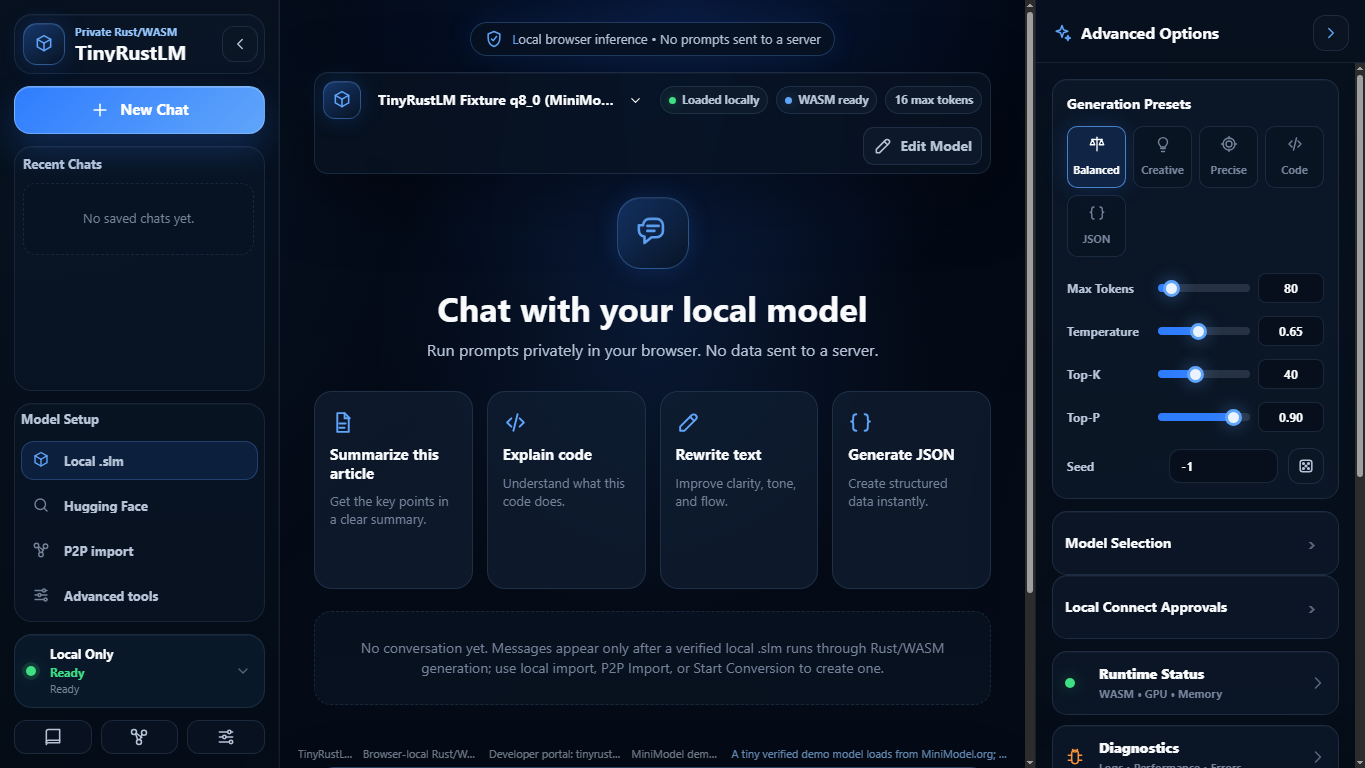 Private Rust/WASM
TinyRustLM
New Chat
Recent Chats
No saved chats yet.
Model Setup
Local .slm
Hugging Face
P2P import
Advanced tools
Local Only
Ready
Ready
Local browser inference • No prompts sent to a server
TinyRustLM Fixture q8_0 (MiniMo...
Loaded locally
WASM ready
16 max tokens
Edit Model
Chat with your local model
Run prompts privately in your browser. No data sent to a server.
Summarize this
article
Get the key points in
a clear summary.
Explain code
Understand what this
code does.
Rewrite text
Improve clarity, tone,
and flow.
Generate JSON
Create structured
data instantly.
No conversation yet. Messages appear only after a verified local .slm runs through Rust/WASM
generation; use local import, P2P Import, or Start Conversion to create one.
TinyRustL... Browser-local Rust/W... Developer portal: tinyrust... MiniModel dem... A tiny verified demo model loads from MiniModel.org; ...
Advanced Options
Generation Presets
Balanced
Creative
Precise
Code
JSON
Max Tokens 80
Temperature 0.65
Top-K 40
Top-P 0.90
Seed -1
Model Selection
Local Connect Approvals
Runtime Status
WASM • GPU • Memory
Diagnostics
Logs • Performance • Errors